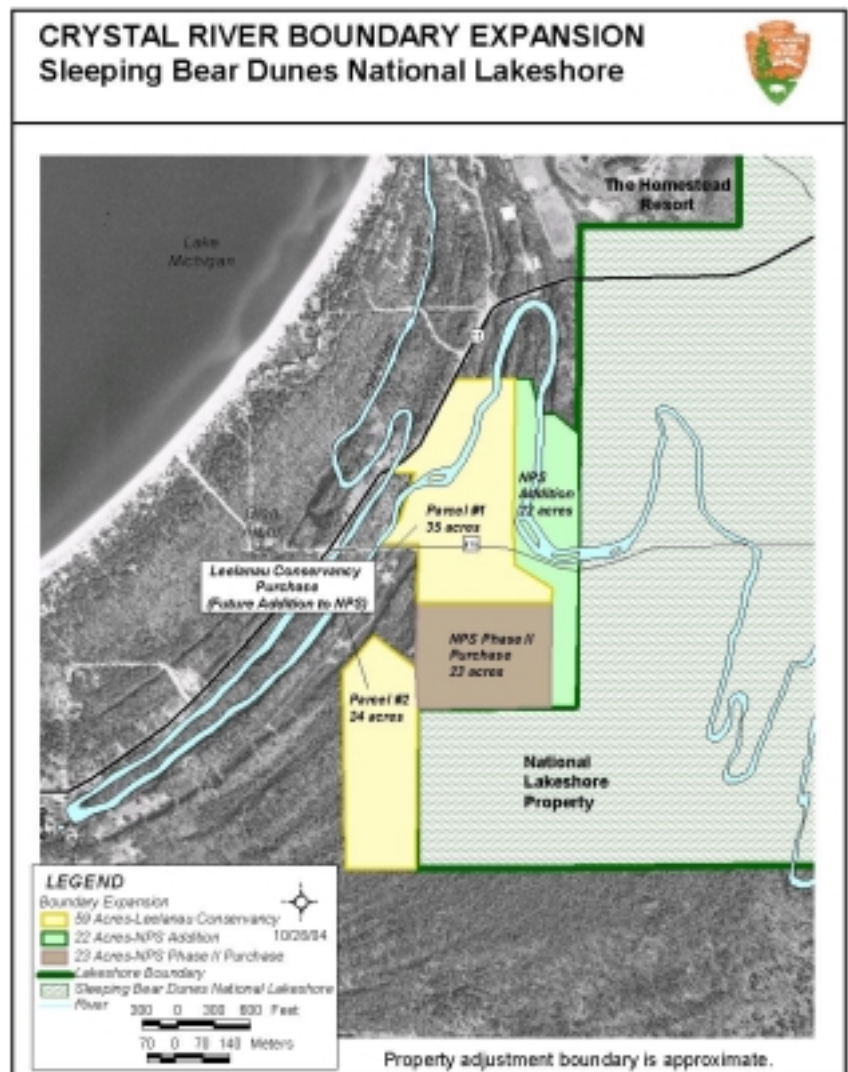 CRYSTAL RIVER BOUNDARY EXPANSION
Sleeping Bear Dunes National Lakeshore
The Homestead
Resort
Lake
Michigan
NPS
Addition
22 acres
Parcel #1
35 acres
Glen
Leelanau Conservancy
Purchase
(Future Addition to NPS)
NPS Phase II
Purchase
23 acres
Parcel #2
24 acres
National
Lakeshore
Property
LEGEND
Boundary Expansion
59 Acres-Leelanau Conservancy
22 Acres-NPS Addition
10/26/04
23 Acres-NPS Phase II Purchase
Lakeshore Boundary
Sleeping Bear Dunes National Lakeshore
River
300 0 300 600 Feet
70 0 70 140 Meters
Property adjustment boundary is approximate.